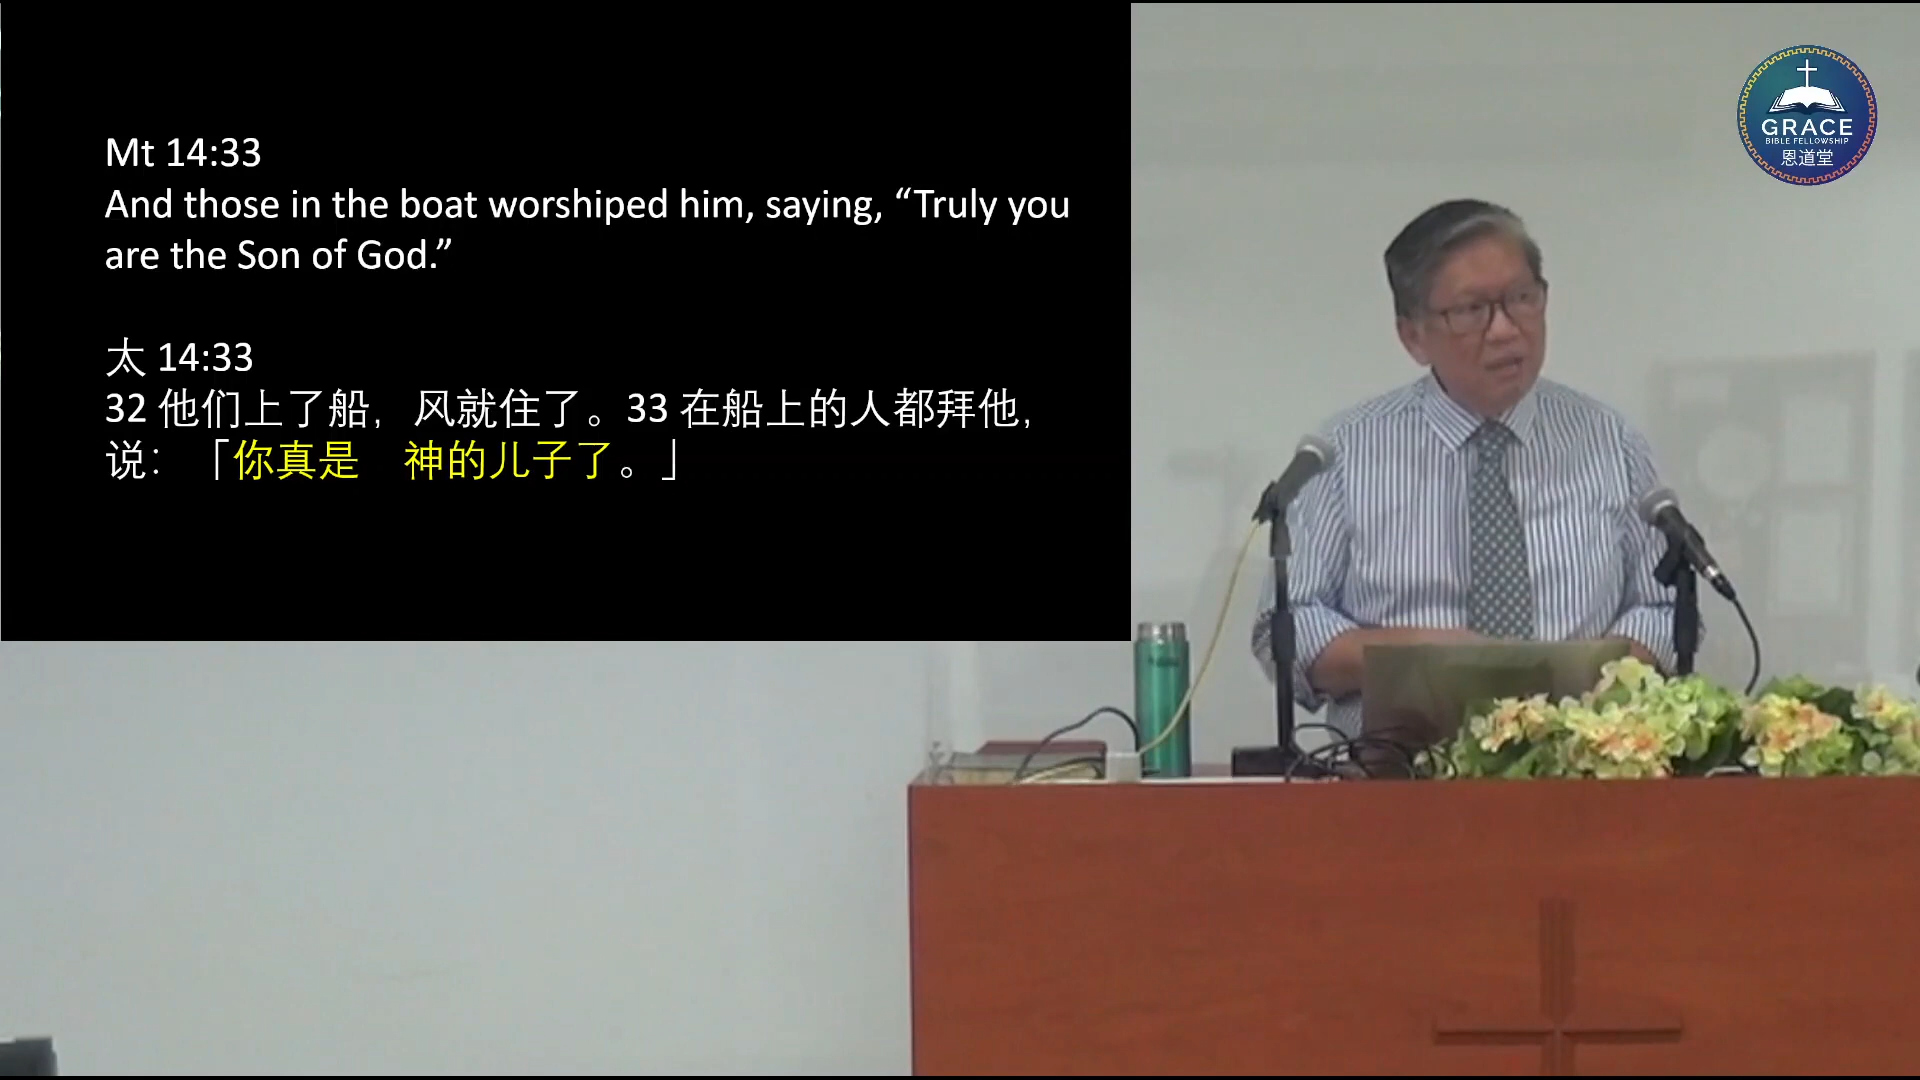 Mt 14:33
And those in the boat worshiped him, saying, “Truly you
are the Son of God.”
太 14:33
32 他们上了船，风就住了。33 在船上的人都拜他，
说：「你真是　神的儿子了。」
GRACE
BIBLE FELLOWSHIP
恩道堂